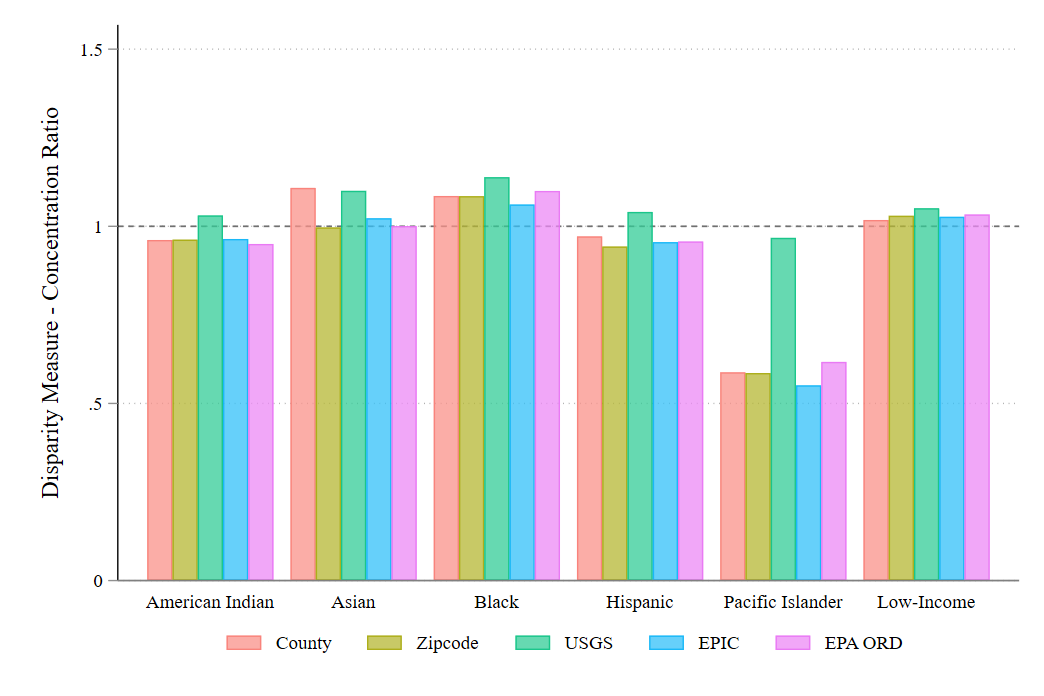 Disparity Measure - Concentration Ratio
1.5
1
.5
0
American Indian
Asian
Black
Hispanic
Pacific Islander
Low-Income
County
Zipcode
USGS
EPIC
EPA ORD